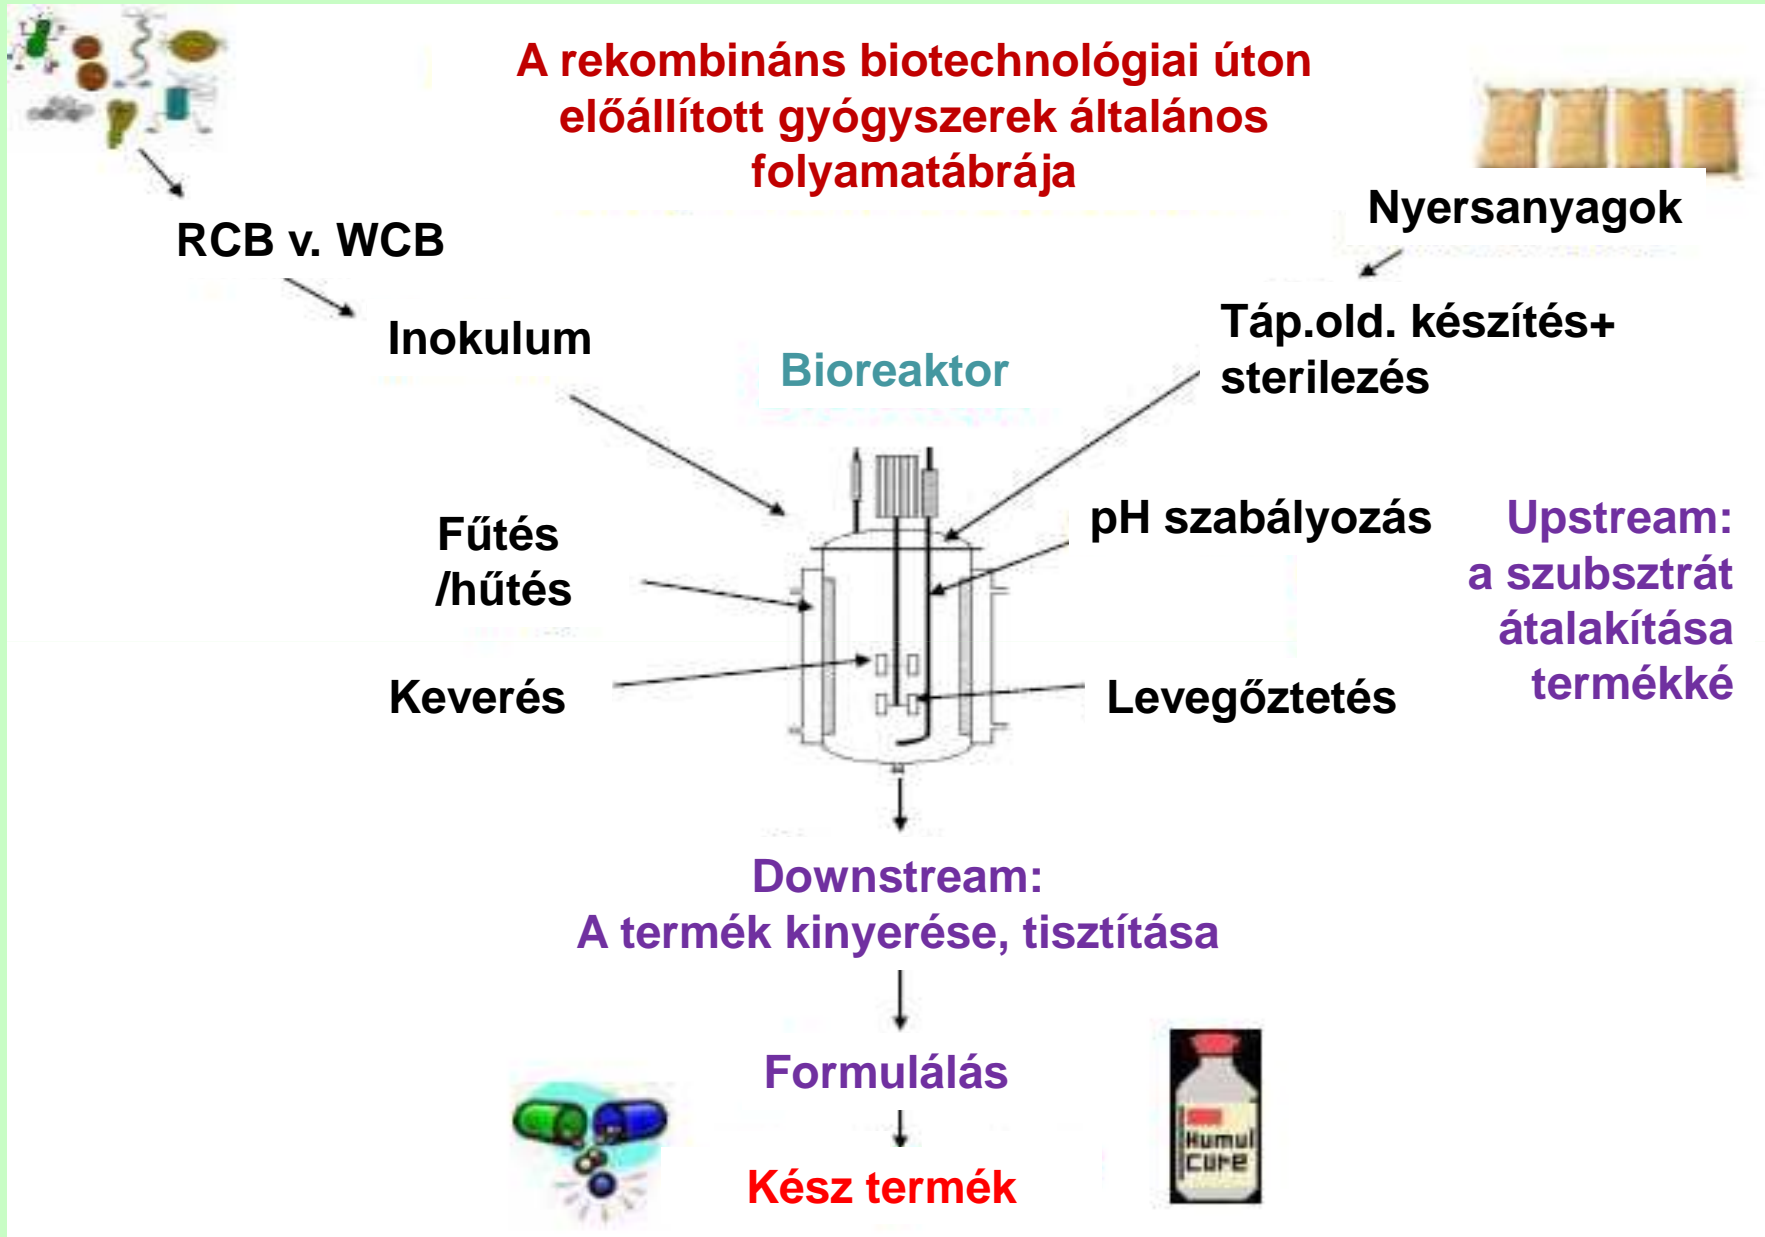 A rekombináns biotechnológiai úton
előállított gyógyszerek általános
folyamatábrája
Nyersanyagok
RCB v. WCB
Táp.old. készítés+
sterilezés
Inokulum
Bioreaktor
pH szabályozás
Upstream:
a szubsztrát
átalakítása
termékké
Fűtés
/hűtés
Keverés
Levegőztetés
Downstream:
A termék kinyerése, tisztítása
Formulálás
Humul
Cure
Kész termék